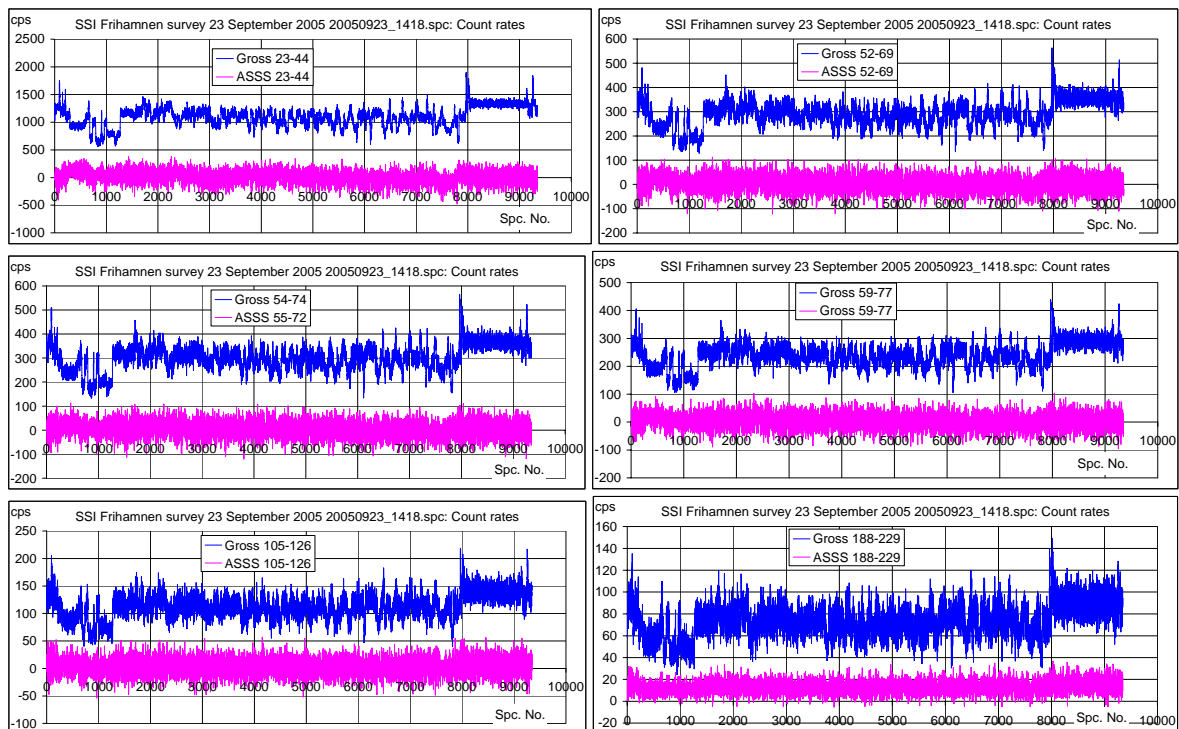 cps
SSI Frihamnen survey 23 September 2005 20050923_1418.spc: Count rates
2500
2000
1500
1000
500
0
-500
-1000
0 1000 2000 3000 4000 5000 6000 7000 8000 9000 10000
Gross 23-44
ASSS 23-44
Spc. No.
cps
SSI Frihamnen survey 23 September 2005 20050923_1418.spc: Count rates
600
500
400
300
200
100
0
-100
-200
0 1000 2000 3000 4000 5000 6000 7000 8000 9000 10000
Gross 52-69
ASSS 52-69
Spc. No.
cps
SSI Frihamnen survey 23 September 2005 20050923_1418.spc: Count rates
600
500
400
300
200
100
0
-100
-200
0 1000 2000 3000 4000 5000 6000 7000 8000 9000 10000
Gross 54-74
ASSS 55-72
Spc. No.
cps
SSI Frihamnen survey 23 September 2005 20050923_1418.spc: Count rates
500
400
300
200
100
0
-100
-200
0 1000 2000 3000 4000 5000 6000 7000 8000 9000 10000
Gross 59-77
Gross 59-77
Spc. No.
cps
SSI Frihamnen survey 23 September 2005 20050923_1418.spc: Count rates
250
200
150
100
50
0
-50
-100
0 1000 2000 3000 4000 5000 6000 7000 8000 9000 10000
Gross 105-126
ASSS 105-126
Spc. No.
cps
SSI Frihamnen survey 23 September 2005 20050923_1418.spc: Count rates
160
140
120
100
80
60
40
20
0
-20
0 1000 2000 3000 4000 5000 6000 7000 8000 9000 10000
Gross 188-229
ASSS 188-229
Spc. No.